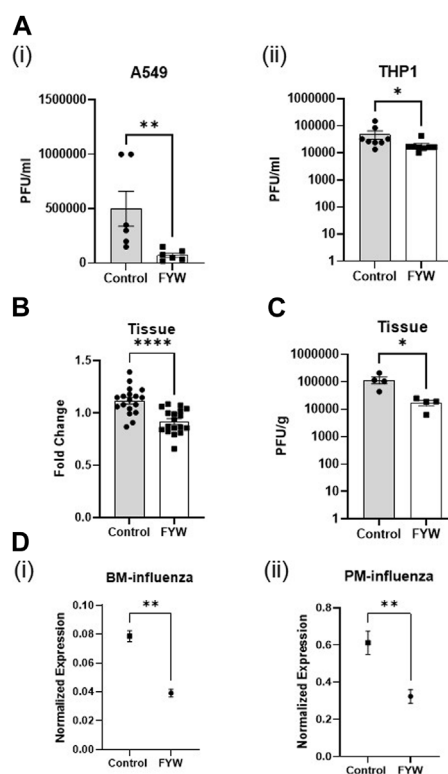 A
(i)
A549
**
PFU/ml
1500000
1000000
500000
0
Control FYW
(ii)
THP1
*
PFU/ml
1000000
100000
10000
1000
100
10
1
Control FYW
B
Tissue
****
Fold Change
1.5
1.0
0.5
0.0
Control FYW
C
Tissue
*
PFU/g
1000000
100000
10000
1000
100
10
1
Control FYW
D
(i)
BM-influenza
**
Normalized Expression
0.10
0.08
0.06
0.04
0.02
0.00
Control FYW
(ii)
PM-influenza
**
Normalized Expression
0.8
0.6
0.4
0.2
0.0
Control FYW